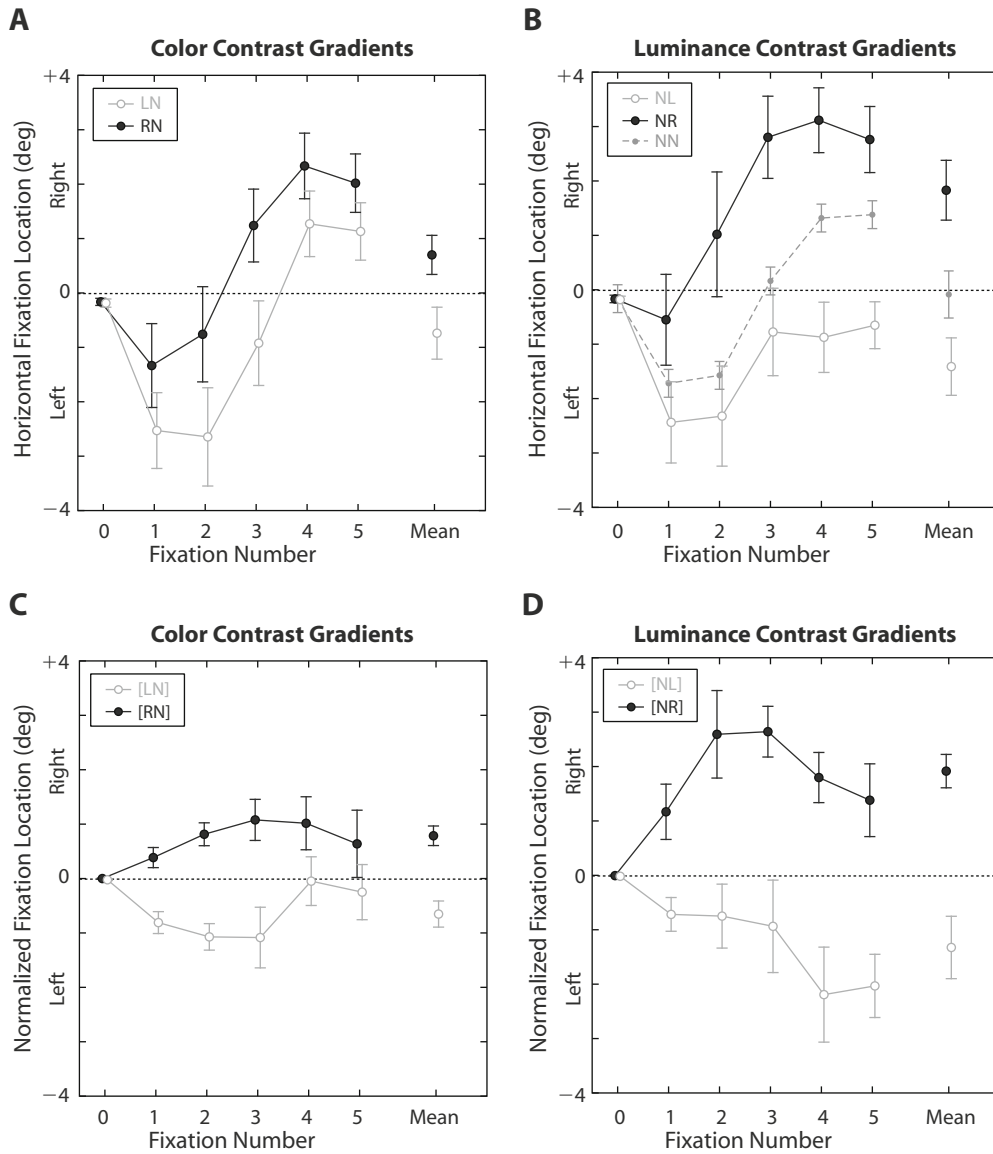 A
Color Contrast Gradients
+4
0
−4
Right
Left
Horizontal Fixation Location (deg)
LN
RN
0 1 2 3 4 5 Mean
Fixation Number
B
Luminance Contrast Gradients
+4
0
−4
Right
Left
Horizontal Fixation Location (deg)
NL
NR
NN
0 1 2 3 4 5 Mean
Fixation Number
C
Color Contrast Gradients
+4
0
−4
Right
Left
Normalized Fixation Location (deg)
[LN]
[RN]
0 1 2 3 4 5 Mean
Fixation Number
D
Luminance Contrast Gradients
+4
0
−4
Right
Left
Normalized Fixation Location (deg)
[NL]
[NR]
0 1 2 3 4 5 Mean
Fixation Number